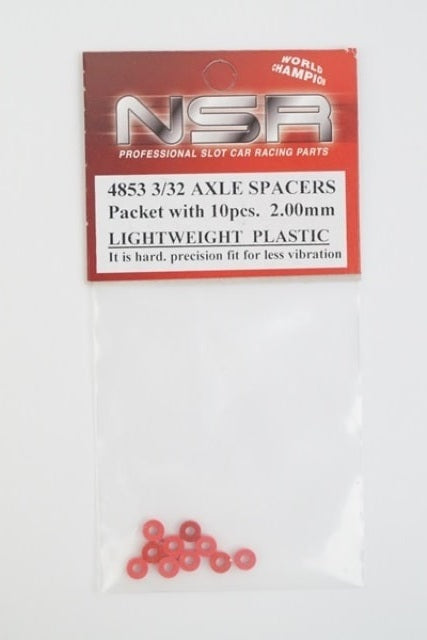 WORLD
CHAMPION
NSR
PROFESSIONAL SLOT CAR RACING PARTS
4853 3/32 AXLE SPACERS
Packet with 10pcs. 2.00mm
LIGHTWEIGHT PLASTIC
It is hard. precision fit for less vibration